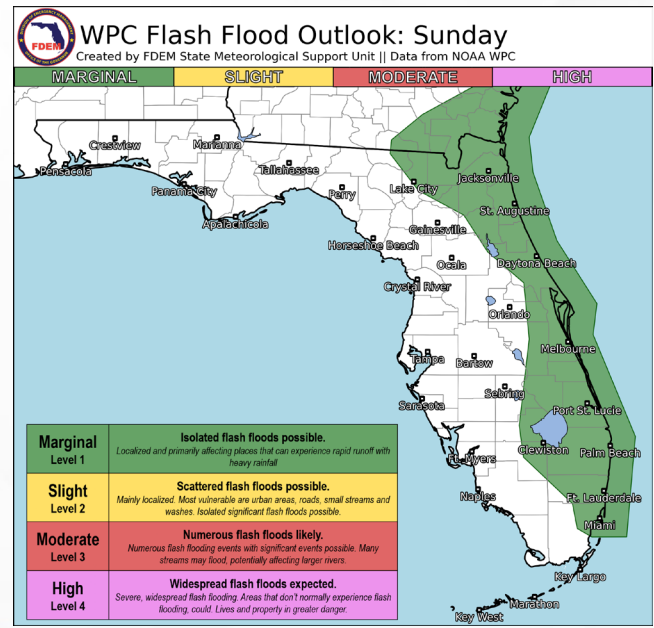 WPC Flash Flood Outlook: Sunday
Created by FDEM State Meteorological Support Unit || Data from NOAA WPC
FDEM
MARGINAL SLIGHT MODERATE HIGH
Crestview
Marianna
Pensacola
Tallahassee
Panama City
Perry
Lake City
Jacksonville
Apalachicola
St. Augustine
Gainesville
Horseshoe Beach
Ocala
Daytona Beach
Crystal River
Orlando
Melbourne
Tampa
Bartow
Sebring
Sarasota
Port St. Lucie
Clewiston
Palm Beach
Ft. Myers
Naples
Ft. Lauderdale
Miami
Key Largo
Marathon
Key West
Marginal
Level 1
Isolated flash floods possible.
Localized and primarily affecting places that can experience rapid runoff with
heavy rainfall
Slight
Level 2
Scattered flash floods possible.
Mainly localized. Most vulnerable are urban areas, roads, small streams and
washes. Isolated significant flash floods possible.
Moderate
Level 3
Numerous flash floods likely.
Numerous flash flooding events with significant events possible. Many
streams may flood, potentially affecting larger rivers.
High
Level 4
Widespread flash floods expected.
Severe, widespread flash flooding. Areas that don't normally experience flash
flooding, could. Lives and property in greater danger.